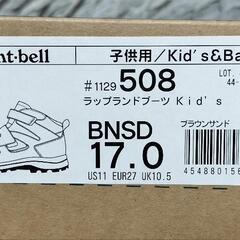 nt·bell
子供用/Kid's&Ba
LOT.
#1129 508
44-
ラップランドブーツ Kid's
BNSD
17.0
ブラウンサンド
US11 EUR27 UK10.5
454880156